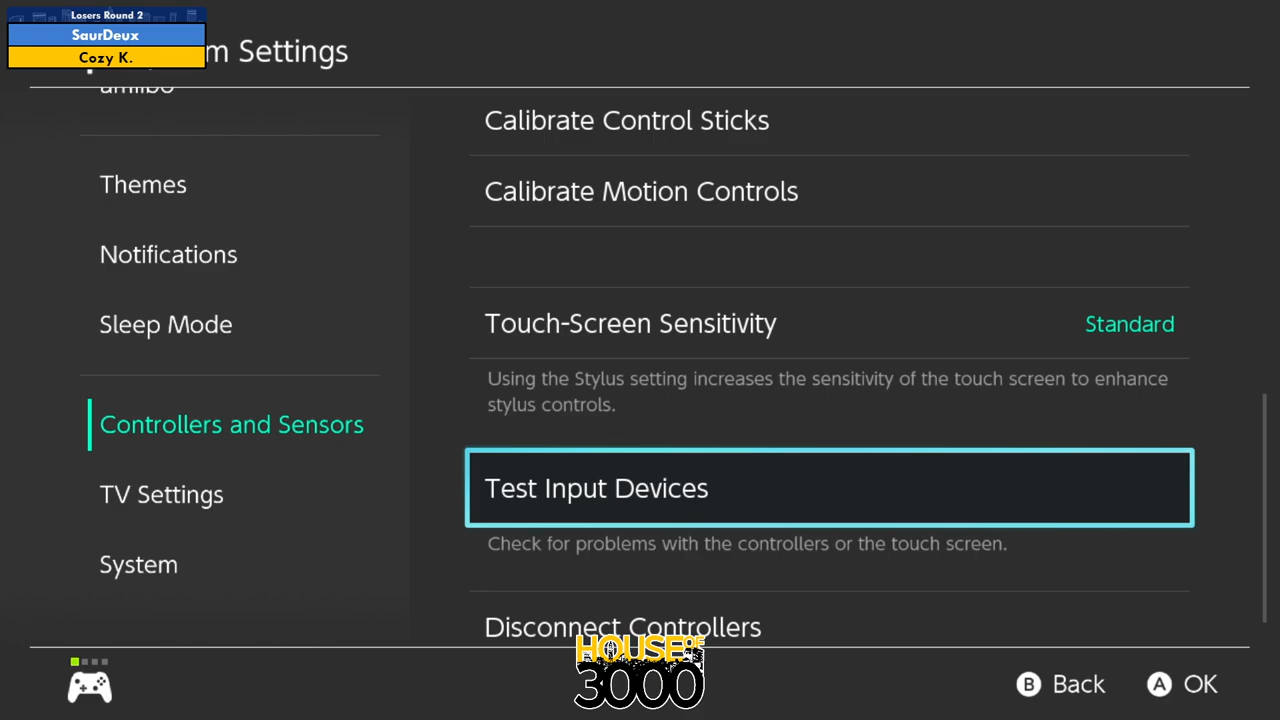 Losers Round 2
SaurDeux
Cozy K.
m Settings
amiibo
Themes
Notifications
Sleep Mode
Controllers and Sensors
TV Settings
System
Calibrate Control Sticks
Calibrate Motion Controls
Touch-Screen Sensitivity
Standard
Using the Stylus setting increases the sensitivity of the touch screen to enhance
stylus controls.
Test Input Devices
Check for problems with the controllers or the touch screen.
Disconnect Controllers
HOUSE OF
3000
B Back
A OK